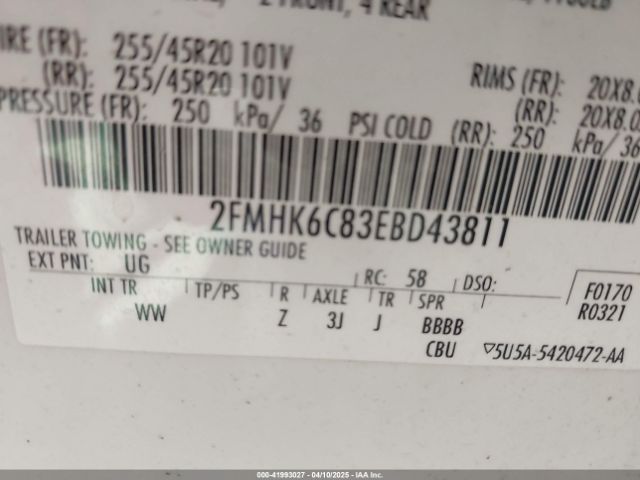 2 FRONT, 4 REAR
IRE (FR): 255/45R20 101V
(RR): 255/45R20 101V
RIMS (FR): 20X8.0
(RR): 20X8.0
PRESSURE (FR): 250 kPa/ 36 PSI COLD (RR): 250 kPa/ 36
2FMHK6C83EBD43811
TRAILER TOWING - SEE OWNER GUIDE
EXT PNT: UG RC: 58 DSO:
INT TR TP/PS R AXLE TR SPR F0170
WW Z 3J J BBBB R0321
CBU ▽5U5A-5420472-AA
00-41993027 - 04/10/2025 - IAA Inc.